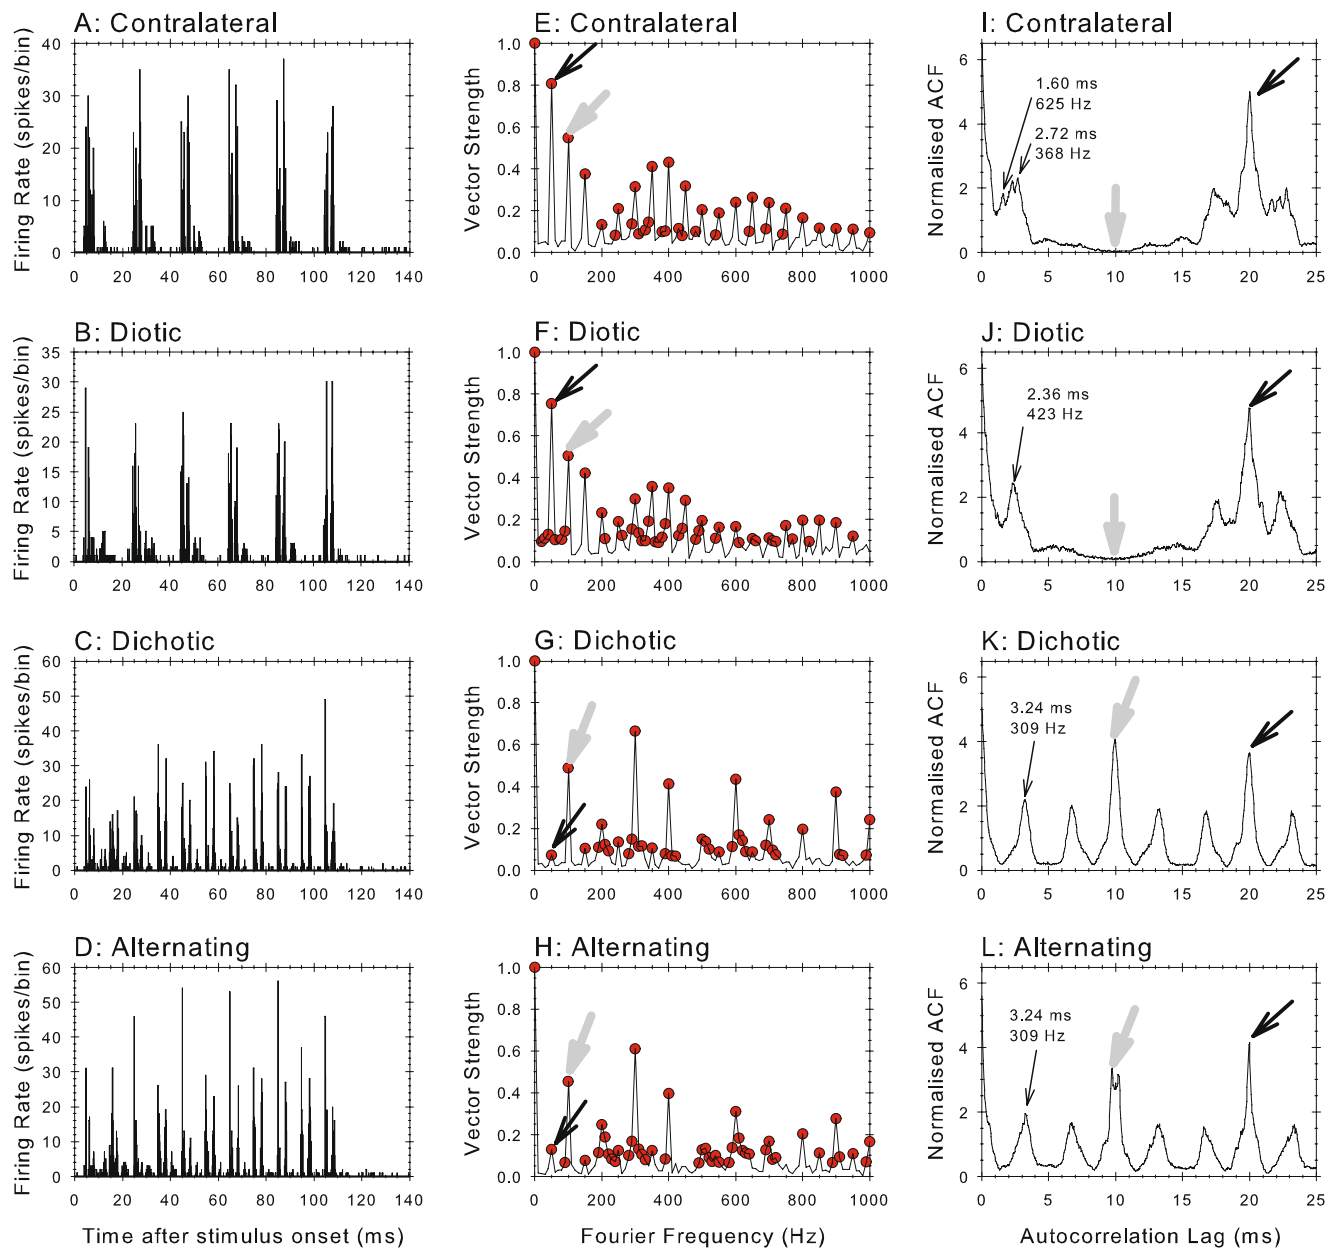 A: Contralateral
Firing Rate (spikes/bin)
40
30
20
10
0
0 20 40 60 80 100 120 140
E: Contralateral
Vector Strength
1.0
0.8
0.6
0.4
0.2
0.0
0 200 400 600 800 1000
I: Contralateral
Normalised ACF
6
4
2
0
1.60 ms
625 Hz
2.72 ms
368 Hz
0 5 10 15 20 25
B: Diotic
Firing Rate (spikes/bin)
35
30
25
20
15
10
5
0
0 20 40 60 80 100 120 140
F: Diotic
Vector Strength
1.0
0.8
0.6
0.4
0.2
0.0
0 200 400 600 800 1000
J: Diotic
Normalised ACF
6
4
2
0
2.36 ms
423 Hz
0 5 10 15 20 25
C: Dichotic
Firing Rate (spikes/bin)
60
50
40
30
20
10
0
0 20 40 60 80 100 120 140
G: Dichotic
Vector Strength
1.0
0.8
0.6
0.4
0.2
0.0
0 200 400 600 800 1000
K: Dichotic
Normalised ACF
6
4
2
0
3.24 ms
309 Hz
0 5 10 15 20 25
D: Alternating
Firing Rate (spikes/bin)
60
50
40
30
20
10
0
0 20 40 60 80 100 120 140
Time after stimulus onset (ms)
H: Alternating
Vector Strength
1.0
0.8
0.6
0.4
0.2
0.0
0 200 400 600 800 1000
Fourier Frequency (Hz)
L: Alternating
Normalised ACF
6
4
2
0
3.24 ms
309 Hz
0 5 10 15 20 25
Autocorrelation Lag (ms)